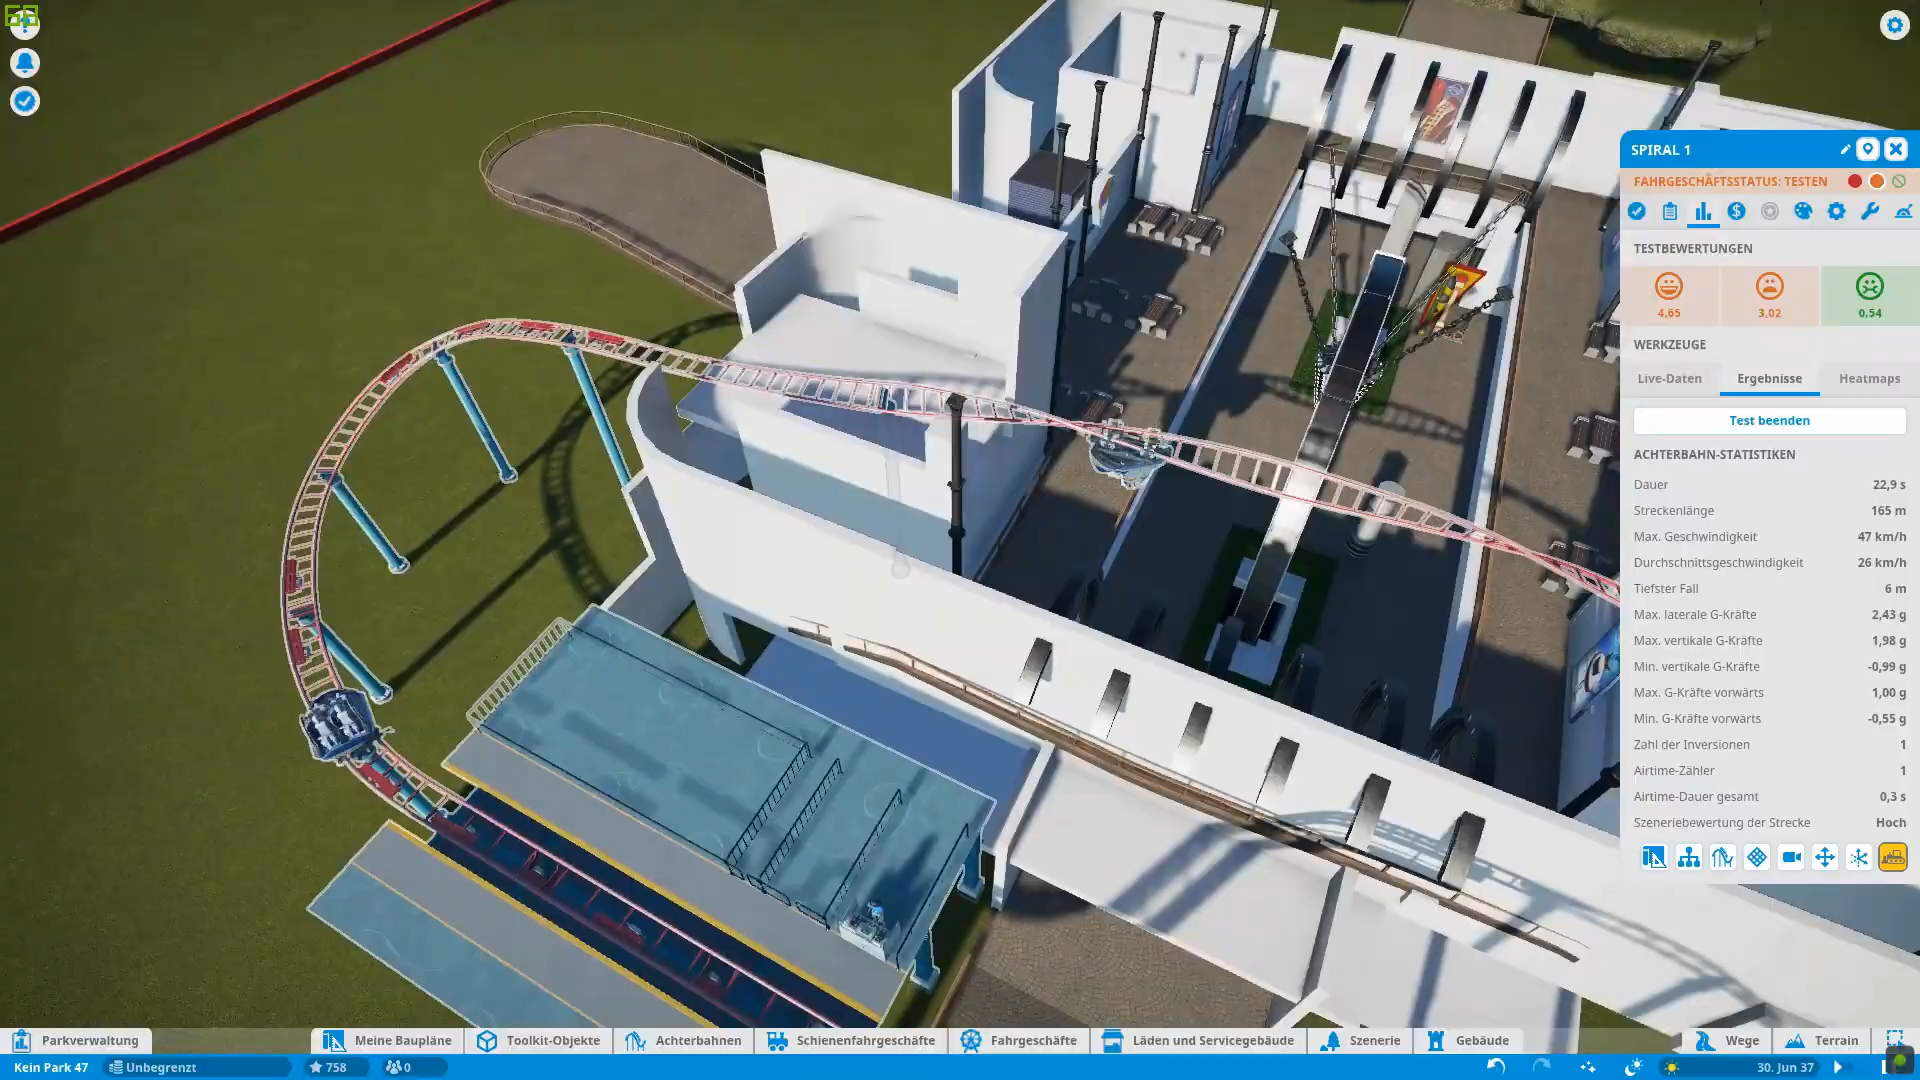 60
SPIRAL 1
FAHRGESCHÄFTSSTATUS: TESTEN
TESTBEWERTUNGEN
4,65 3,02 0,54
WERKZEUGE
Live-Daten Ergebnisse Heatmaps
Test beenden
ACHTERBAHN-STATISTIKEN
Dauer 22,9 s
Streckenlänge 165 m
Max. Geschwindigkeit 47 km/h
Durchschnittsgeschwindigkeit 26 km/h
Tiefster Fall 6 m
Max. laterale G-Kräfte 2,43 g
Max. vertikale G-Kräfte 1,98 g
Min. vertikale G-Kräfte -0,99 g
Max. G-Kräfte vorwärts 1,00 g
Min. G-Kräfte vorwärts -0,55 g
Zahl der Inversionen 1
Airtime-Zähler 1
Airtime-Dauer gesamt 0,3 s
Szeneriebewertung der Strecke Hoch
Parkverwaltung Meine Baupläne Toolkit-Objekte Achterbahnen Schienenfahrgeschäfte Fahrgeschäfte Läden und Servicegebäude Szenerie Gebäude Wege Terrain
Kein Park 47 Unbegrenzt 758 0 30. Jun 37